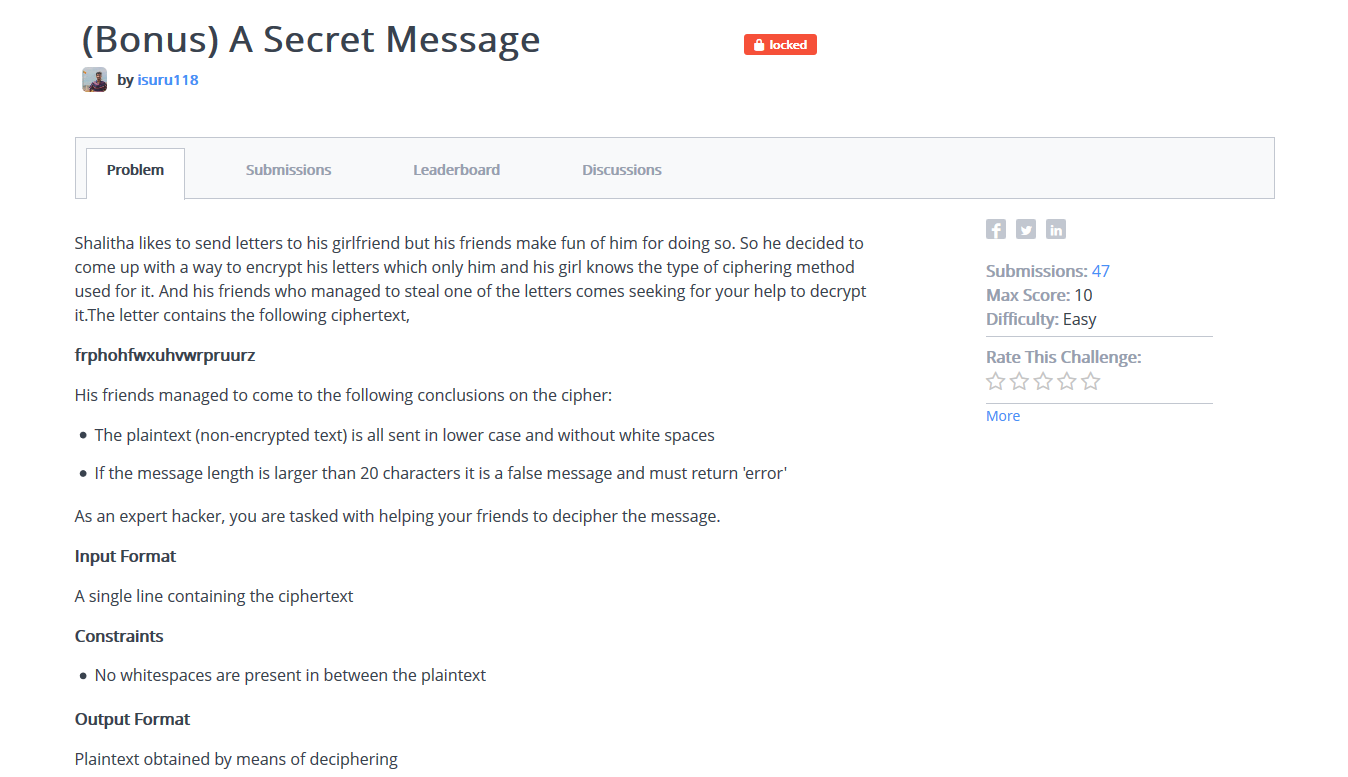 (Bonus) A Secret Message
locked
by isuru118
Problem
Submissions
Leaderboard
Discussions
Shalitha likes to send letters to his girlfriend but his friends make fun of him for doing so. So he decided to
come up with a way to encrypt his letters which only him and his girl knows the type of ciphering method
used for it. And his friends who managed to steal one of the letters comes seeking for your help to decrypt
it.The letter contains the following ciphertext,
frphohfwxuhvwrpruurz
His friends managed to come to the following conclusions on the cipher:
• The plaintext (non-encrypted text) is all sent in lower case and without white spaces
• If the message length is larger than 20 characters it is a false message and must return 'error'
As an expert hacker, you are tasked with helping your friends to decipher the message.
Input Format
A single line containing the ciphertext
Constraints
• No whitespaces are present in between the plaintext
Output Format
Plaintext obtained by means of deciphering
f
in
Submissions: 47
Max Score: 10
Difficulty: Easy
Rate This Challenge:
More